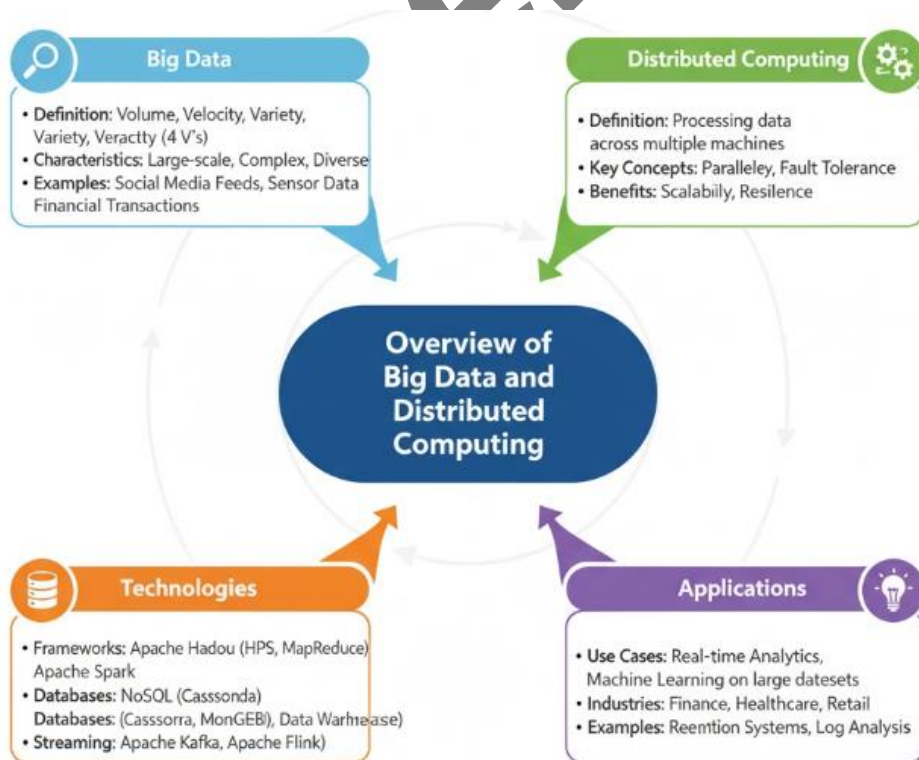 Big Data
• Definition: Volume, Velocity, Variety,
Variety, Veractty (4 V's)
• Characteristics: Large-scale, Complex, Diverse
• Examples: Social Media Feeds, Sensor Data
Financial Transactions
Distributed Computing
• Definition: Processing data
across multiple machines
• Key Concepts: Paralleley, Fault Tolerance
• Benefits: Scalabiily, Resilence
Overview of
Big Data and
Distributed
Computing
Technologies
• Frameworks: Apache Hadou (HPS, MapReduce)
Apache Spark
• Databases: NoSQL (Casssonda)
Databases: (Casssorra, MonGEB), Data Warhıease)
• Streaming: Apache Kafka, Apache Flink)
Applications
• Use Cases: Real-time Analytics,
Machine Learning on large datesets
• Industries: Finance, Healthcare, Retail
• Examples: Reemtion Systems, Log Analysis